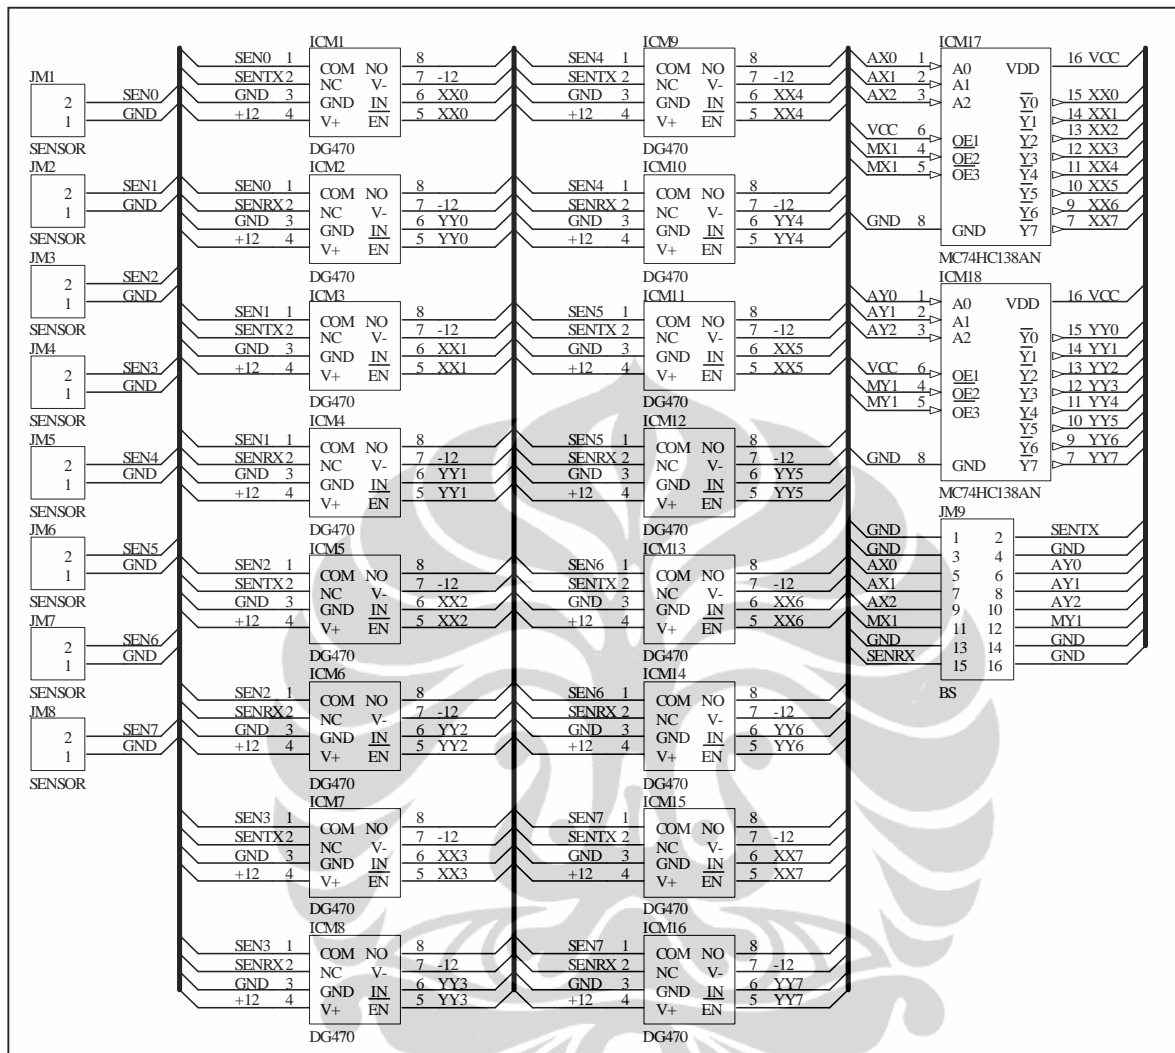 JM1
2 SEN0
1 GND
SENSOR
JM2
2 SEN1
1 GND
SENSOR
JM3
2 SEN2
1 GND
SENSOR
JM4
2 SEN3
1 GND
SENSOR
JM5
2 SEN4
1 GND
SENSOR
JM6
2 SEN5
1 GND
SENSOR
JM7
2 SEN6
1 GND
SENSOR
JM8
2 SEN7
1 GND
SENSOR
ICM1
SEN0 1 COM NO 8
SENTX 2 NC V- 7 -12
GND 3 GND IN 6 XX0
+12 4 V+ EN 5 XX0
DG470
ICM2
SEN0 1 COM NO 8
SENRX 2 NC V- 7 -12
GND 3 GND IN 6 YY0
+12 4 V+ EN 5 YY0
DG470
ICM3
SEN1 1 COM NO 8
SENTX 2 NC V- 7 -12
GND 3 GND IN 6 XX1
+12 4 V+ EN 5 XX1
DG470
ICM4
SEN1 1 COM NO 8
SENRX 2 NC V- 7 -12
GND 3 GND IN 6 YY1
+12 4 V+ EN 5 YY1
DG470
ICM5
SEN2 1 COM NO 8
SENTX 2 NC V- 7 -12
GND 3 GND IN 6 XX2
+12 4 V+ EN 5 XX2
DG470
ICM6
SEN2 1 COM NO 8
SENRX 2 NC V- 7 -12
GND 3 GND IN 6 YY2
+12 4 V+ EN 5 YY2
DG470
ICM7
SEN3 1 COM NO 8
SENTX 2 NC V- 7 -12
GND 3 GND IN 6 XX3
+12 4 V+ EN 5 XX3
DG470
ICM8
SEN3 1 COM NO 8
SENRX 2 NC V- 7 -12
GND 3 GND IN 6 YY3
+12 4 V+ EN 5 YY3
DG470
ICM9
SEN4 1 COM NO 8
SENTX 2 NC V- 7 -12
GND 3 GND IN 6 XX4
+12 4 V+ EN 5 XX4
DG470
ICM10
SEN4 1 COM NO 8
SENRX 2 NC V- 7 -12
GND 3 GND IN 6 YY4
+12 4 V+ EN 5 YY4
DG470
ICM11
SEN5 1 COM NO 8
SENTX 2 NC V- 7 -12
GND 3 GND IN 6 XX5
+12 4 V+ EN 5 XX5
DG470
ICM12
SEN5 1 COM NO 8
SENRX 2 NC V- 7 -12
GND 3 GND IN 6 YY5
+12 4 V+ EN 5 YY5
DG470
ICM13
SEN6 1 COM NO 8
SENTX 2 NC V- 7 -12
GND 3 GND IN 6 XX6
+12 4 V+ EN 5 XX6
DG470
ICM14
SEN6 1 COM NO 8
SENRX 2 NC V- 7 -12
GND 3 GND IN 6 YY6
+12 4 V+ EN 5 YY6
DG470
ICM15
SEN7 1 COM NO 8
SENTX 2 NC V- 7 -12
GND 3 GND IN 6 XX7
+12 4 V+ EN 5 XX7
DG470
ICM16
SEN7 1 COM NO 8
SENRX 2 NC V- 7 -12
GND 3 GND IN 6 YY7
+12 4 V+ EN 5 YY7
DG470
ICM17
AX0 1 A0 VDD 16 VCC
AX1 2 A1
AX2 3 A2 Y0 15 XX0
Y1 14 XX1
VCC 6 OE1 Y2 13 XX2
MX1 4 OE2 Y3 12 XX3
MX1 5 OE3 Y4 11 XX4
Y5 10 XX5
Y6 9 XX6
GND 8 GND Y7 7 XX7
MC74HC138AN
ICM18
AY0 1 A0 VDD 16 VCC
AY1 2 A1
AY2 3 A2 Y0 15 YY0
Y1 14 YY1
VCC 6 OE1 Y2 13 YY2
MY1 4 OE2 Y3 12 YY3
MY1 5 OE3 Y4 11 YY4
Y5 10 YY5
Y6 9 YY6
GND 8 GND Y7 7 YY7
MC74HC138AN
JM9
GND 1 2 SENTX
GND 3 4 GND
AX0 5 6 AY0
AX1 7 8 AY1
AX2 9 10 AY2
MX1 11 12 MY1
GND 13 14 GND
SENRX 15 16 GND
BS